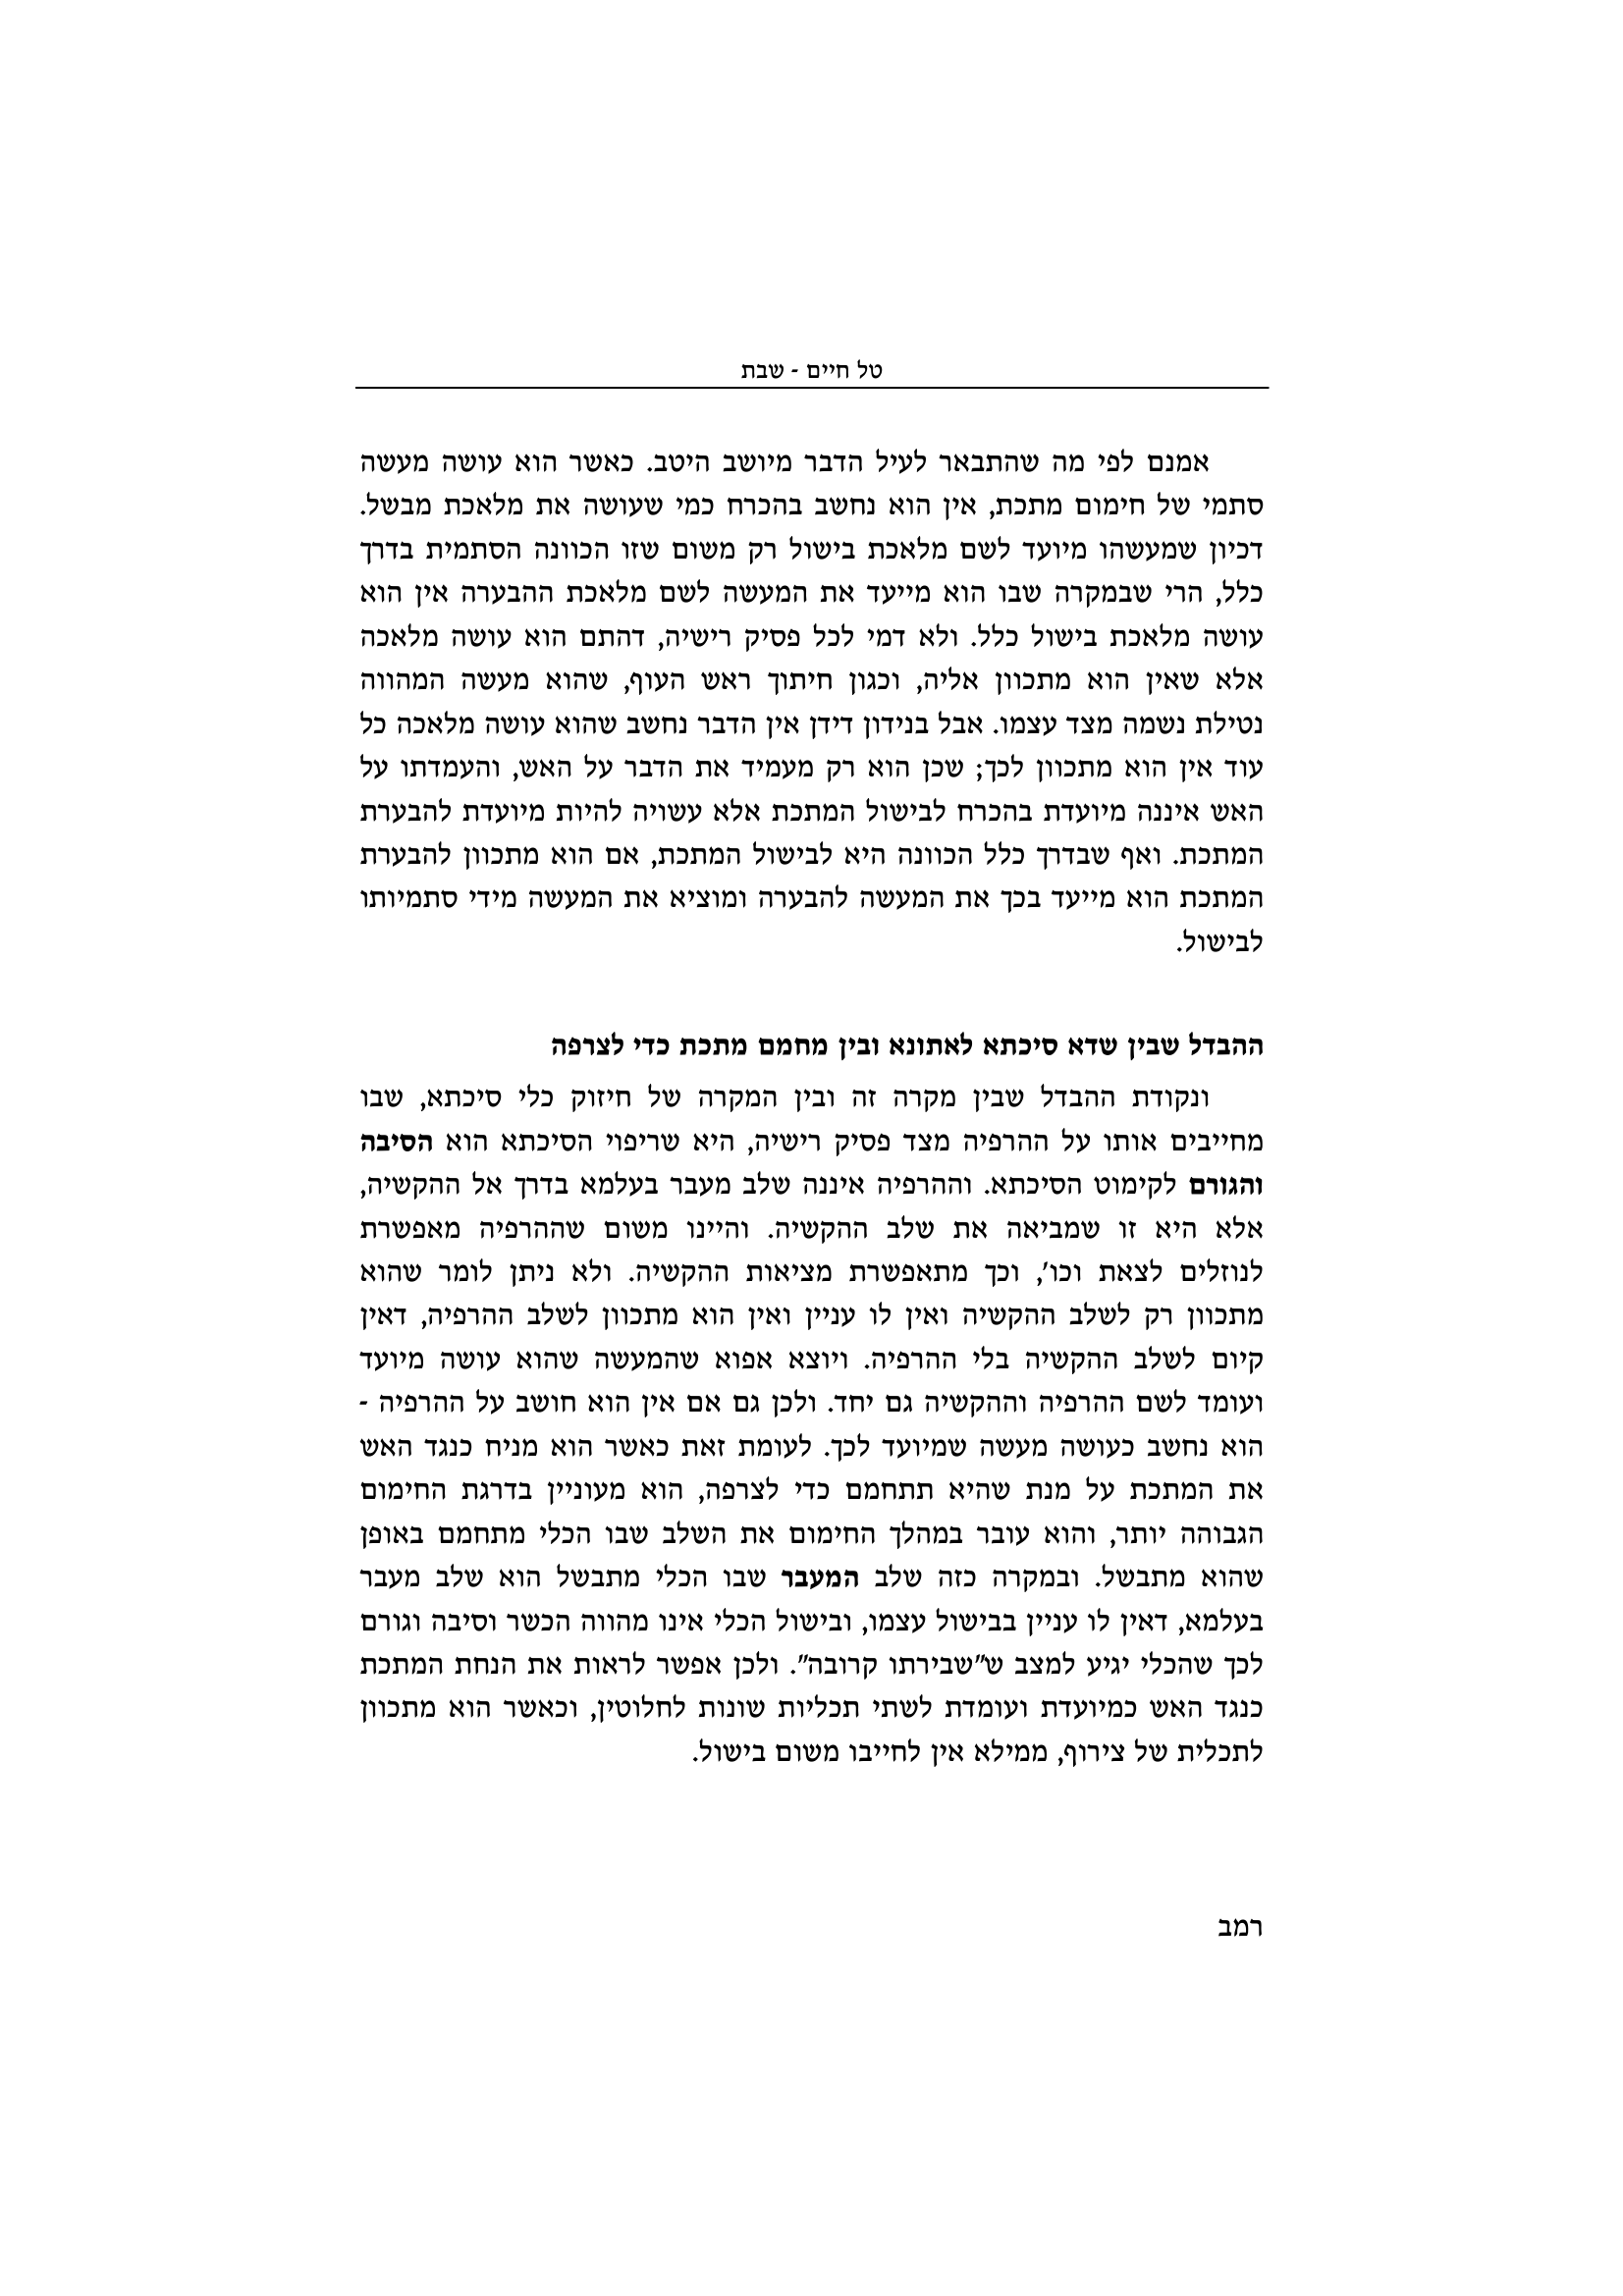 טל חיים - שבת
אמנם לפי מה שהתבאר לעיל הדבר מיושב היטב. כאשר הוא עושה מעשה
סתמי של חימום מתכת, אין הוא נחשב בהכרח כמי שעושה את מלאכת מבשל.
דכיון שמעשהו מיועד לשם מלאכת בישול רק משום שזו הכוונה הסתמית בדרך
כלל, הרי שבמקרה שבו הוא מייעד את המעשה לשם מלאכת ההבערה אין הוא
עושה מלאכת בישול כלל. ולא דמי לכל פסיק רישיה, דהתם הוא עושה מלאכה
אלא שאין הוא מתכוון אליה, וכגון חיתוך ראש העוף, שהוא מעשה המהווה
נטילת נשמה מצד עצמו. אבל בנידון דידן אין הדבר נחשב שהוא עושה מלאכה כל
עוד אין הוא מתכוון לכך; שכן הוא רק מעמיד את הדבר על האש, והעמדתו על
האש איננה מיועדת בהכרח לבישול המתכת אלא עשויה להיות מיועדת להבערת
המתכת. ואף שבדרך כלל הכוונה היא לבישול המתכת, אם הוא מתכוון להבערת
המתכת הוא מייעד בכך את המעשה להבערה ומוציא את המעשה מידי סתמיותו
לבישול.
ההבדל שבין שדא סיכתא לאתונא ובין מחמם מתכת כדי לצרפה
ונקודת ההבדל שבין מקרה זה ובין המקרה של חיזוק כלי סיכתא, שבו
מחייבים אותו על ההרפיה מצד פסיק רישיה, היא שריפוי הסיכתא הוא הסיבה
והגורם לקימוט הסיכתא. וההרפיה איננה שלב מעבר בעלמא בדרך אל ההקשיה,
אלא היא זו שמביאה את שלב ההקשיה. והיינו משום שההרפיה מאפשרת
לנוזלים לצאת וכו', וכך מתאפשרת מציאות ההקשיה. ולא ניתן לומר שהוא
מתכוון רק לשלב ההקשיה ואין לו עניין ואין הוא מתכוון לשלב ההרפיה, דאין
קיום לשלב ההקשיה בלי ההרפיה. ויוצא אפוא שהמעשה שהוא עושה מיועד
ועומד לשם ההרפיה וההקשיה גם יחד. ולכן גם אם אין הוא חושב על ההרפיה -
הוא נחשב כעושה מעשה שמיועד לכך. לעומת זאת כאשר הוא מניח כנגד האש
את המתכת על מנת שהיא תתחמם כדי לצרפה, הוא מעוניין בדרגת החימום
הגבוהה יותר, והוא עובר במהלך החימום את השלב שבו הכלי מתחמם באופן
שהוא מתבשל. ובמקרה כזה שלב המעבר שבו הכלי מתבשל הוא שלב מעבר
בעלמא, דאין לו עניין בבישול עצמו, ובישול הכלי אינו מהווה הכשר וסיבה וגורם
לכך שהכלי יגיע למצב ש"שבירתו קרובה". ולכן אפשר לראות את הנחת המתכת
כנגד האש כמיועדת ועומדת לשתי תכליות שונות לחלוטין, וכאשר הוא מתכוון
לתכלית של צירוף, ממילא אין לחייבו משום בישול.
רמב